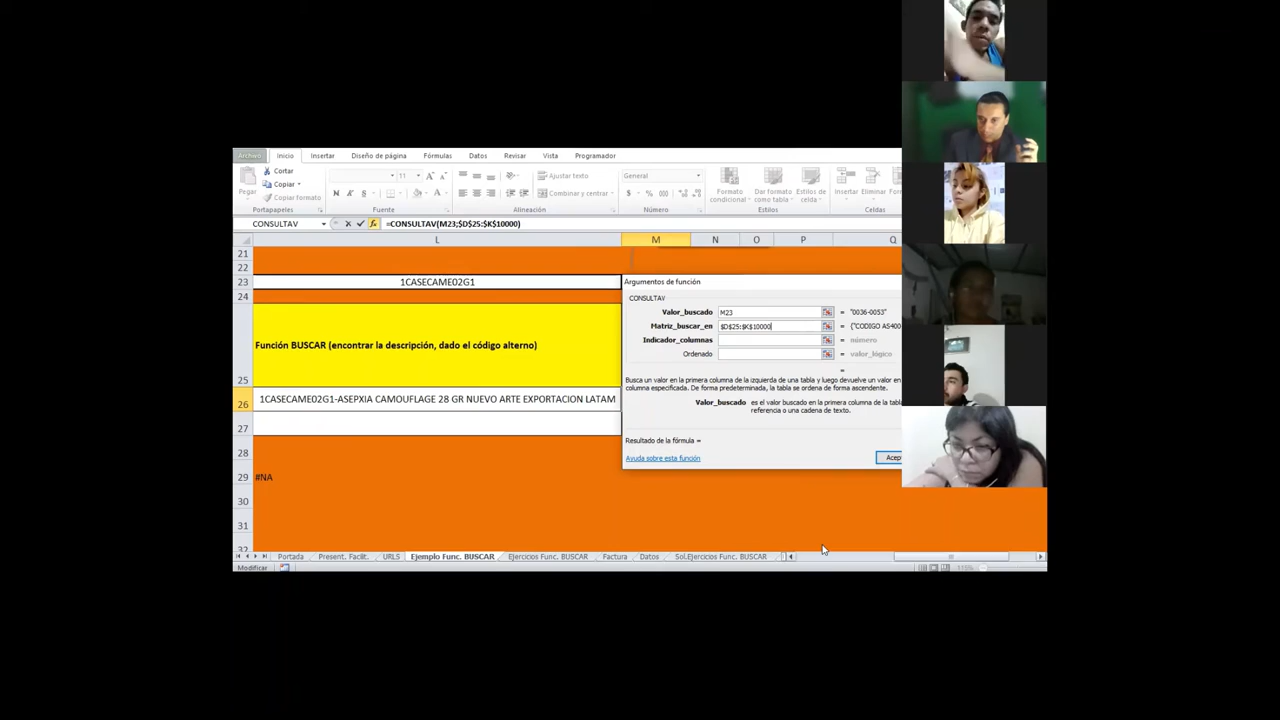 Archivo Inicio Insertar Diseño de página Fórmulas Datos Revisar Vista Programador
Cortar
Copiar
Copiar formato
Pegar
Portapapeles
11
Fuente
Ajustar texto
Combinar y centrar
Alineación
General
Número
Formato condicional
Dar formato como tabla
Estilos de celda
Estilos
Insertar
Eliminar
Celdas
CONSULTAV =CONSULTAV(M23;$D$25:$K$10000)
L M N O P Q
21
22
23 1CASECAME02G1
24
25 Función BUSCAR (encontrar la descripción, dado el código alterno)
26 1CASECAME02G1-ASEPXIA CAMOUFLAGE 28 GR NUEVO ARTE EXPORTACION LATAM
27
28
29 #NA
30
31
32
Argumentos de función
CONSULTAV
Valor_buscado M23 = "0036-0053"
Matriz_buscar_en $D$25:$K$10000 = {"CODIGO AS400
Indicador_columnas = número
Ordenado = valor_lógico
=
Busca un valor en la primera columna de la izquierda de una tabla y luego devuelve un valor en
columna especificada. De forma predeterminada, la tabla se ordena de forma ascendente.
Valor_buscado es el valor buscado en la primera columna de la tabla
referencia o una cadena de texto.
Resultado de la fórmula =
Ayuda sobre esta función
Acep
Portada Present. Facilit. URLS Ejemplo Func. BUSCAR Ejercicios Func. BUSCAR Factura Datos Sol.Ejercicios Func. BUSCAR
Modificar 115%